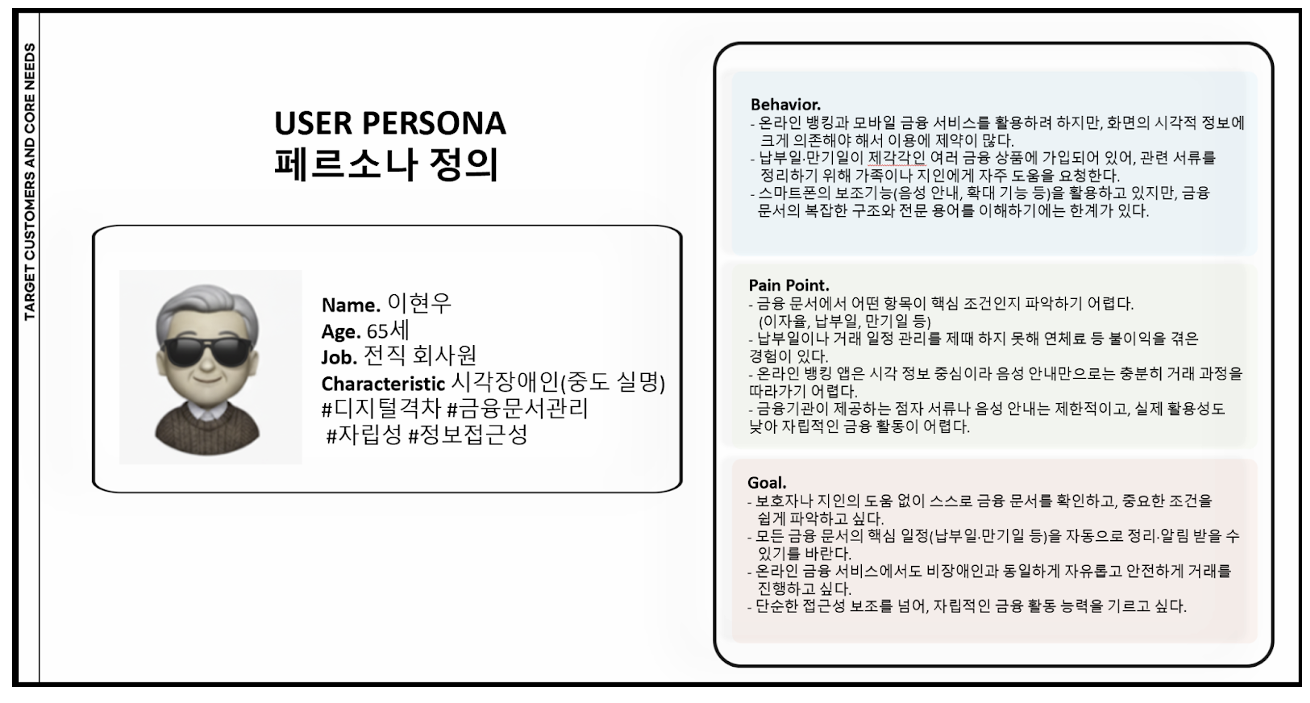 TARGET CUSTOMERS AND CORE NEEDS
USER PERSONA
페르소나 정의
Name. 이현우
Age. 65세
Job. 전직 회사원
Characteristic 시각장애인(중도 실명)
#디지털격차 #금융문서관리
#자립성 #정보접근성
Behavior.
- 온라인 뱅킹과 모바일 금융 서비스를 활용하려 하지만, 화면의 시각적 정보에
크게 의존해야 해서 이용에 제약이 많다.
- 납부일·만기일이 제각각인 여러 금융 상품에 가입되어 있어, 관련 서류를
정리하기 위해 가족이나 지인에게 자주 도움을 요청한다.
- 스마트폰의 보조기능(음성 안내, 확대 기능 등)을 활용하고 있지만, 금융
문서의 복잡한 구조와 전문 용어를 이해하기에는 한계가 있다.
Pain Point.
- 금융 문서에서 어떤 항목이 핵심 조건인지 파악하기 어렵다.
(이자율, 납부일, 만기일 등)
- 납부일이나 거래 일정 관리를 제때 하지 못해 연체료 등 불이익을 겪은
경험이 있다.
- 온라인 뱅킹 앱은 시각 정보 중심이라 음성 안내만으로는 충분히 거래 과정을
따라가기 어렵다.
- 금융기관이 제공하는 점자 서류나 음성 안내는 제한적이고, 실제 활용성도
낮아 자립적인 금융 활동이 어렵다.
Goal.
- 보호자나 지인의 도움 없이 스스로 금융 문서를 확인하고, 중요한 조건을
쉽게 파악하고 싶다.
- 모든 금융 문서의 핵심 일정(납부일·만기일 등)을 자동으로 정리·알림 받을 수
있기를 바란다.
- 온라인 금융 서비스에서도 비장애인과 동일하게 자유롭고 안전하게 거래를
진행하고 싶다.
- 단순한 접근성 보조를 넘어, 자립적인 금융 활동 능력을 기르고 싶다.